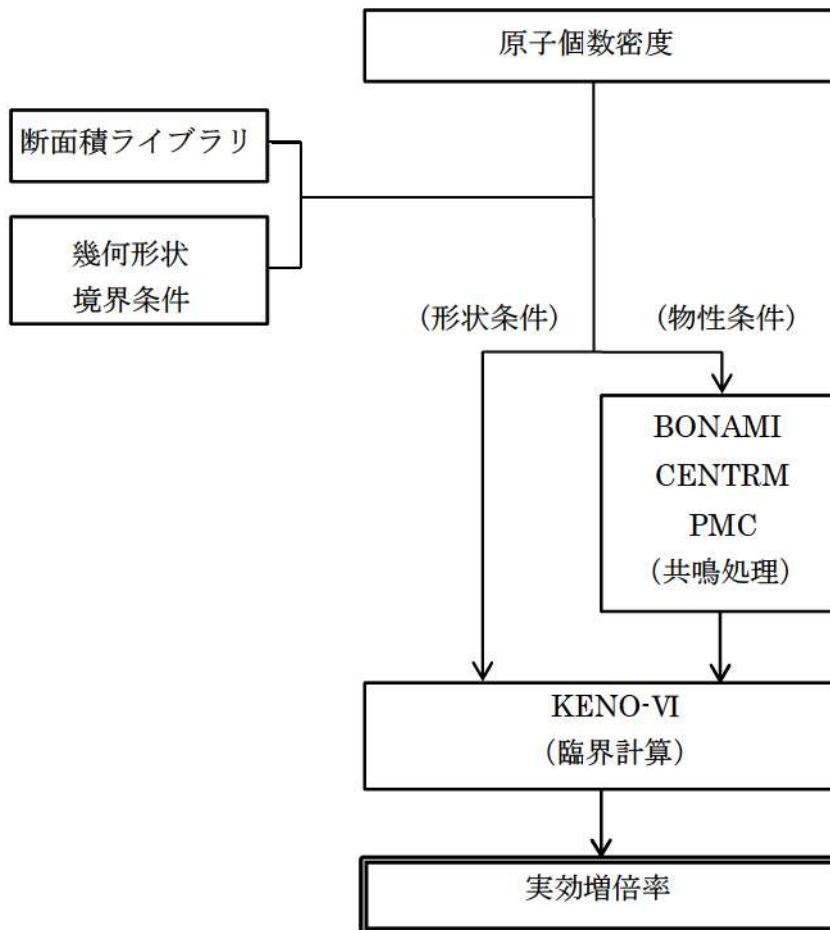 原子個数密度
断面積ライブラリ
幾何形状
境界条件
(形状条件)
(物性条件)
BONAMI
CENTRM
PMC
(共鳴処理)
KENO-Ⅵ
(臨界計算)
実効増倍率